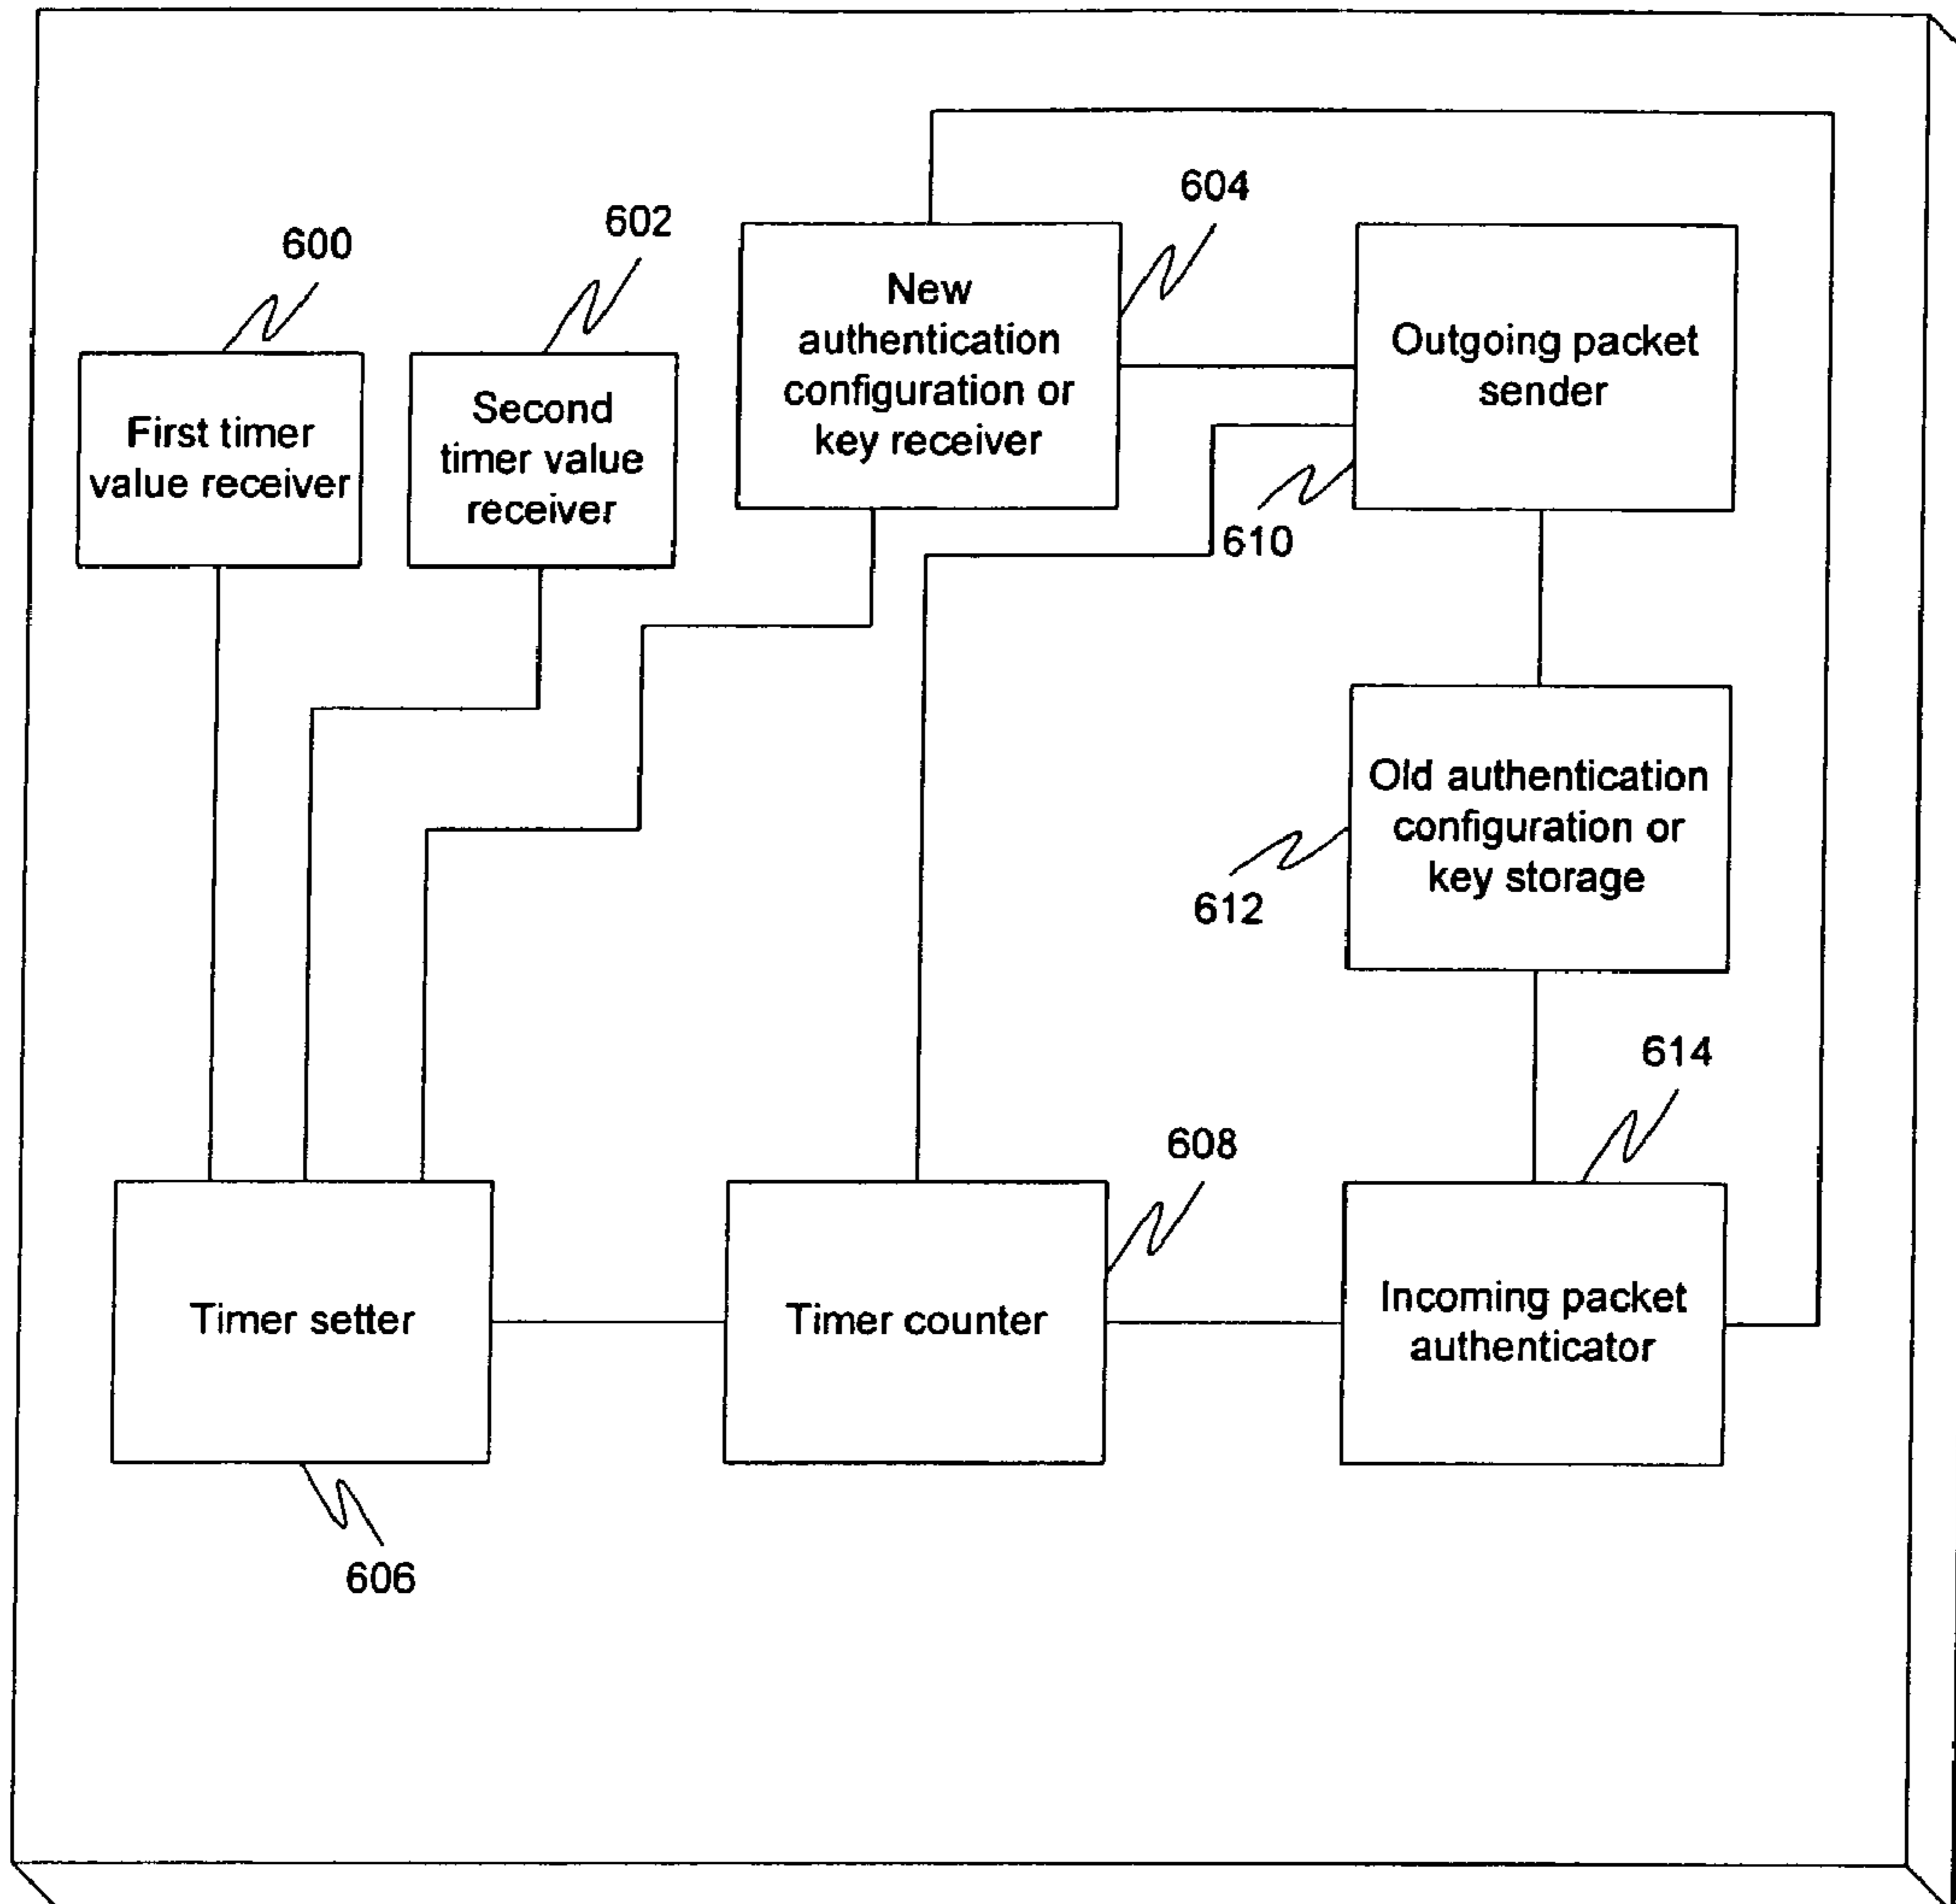 604
602
600
New
authentication
configuration or
key receiver
Outgoing packet
sender
First timer
value receiver
Second
timer value
receiver
610
Old authentication
configuration or
key storage
612
614
608
Timer setter
Timer counter
Incoming packet
authenticator
606